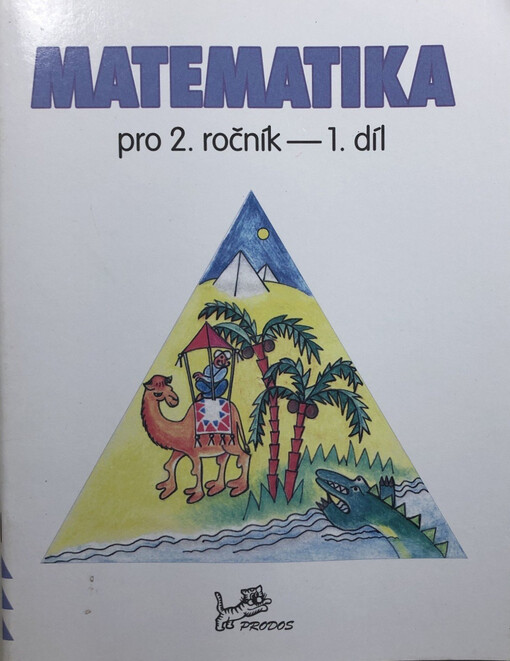 MATEMATIKA
pro 2. ročník — 1. díl
PRODOS